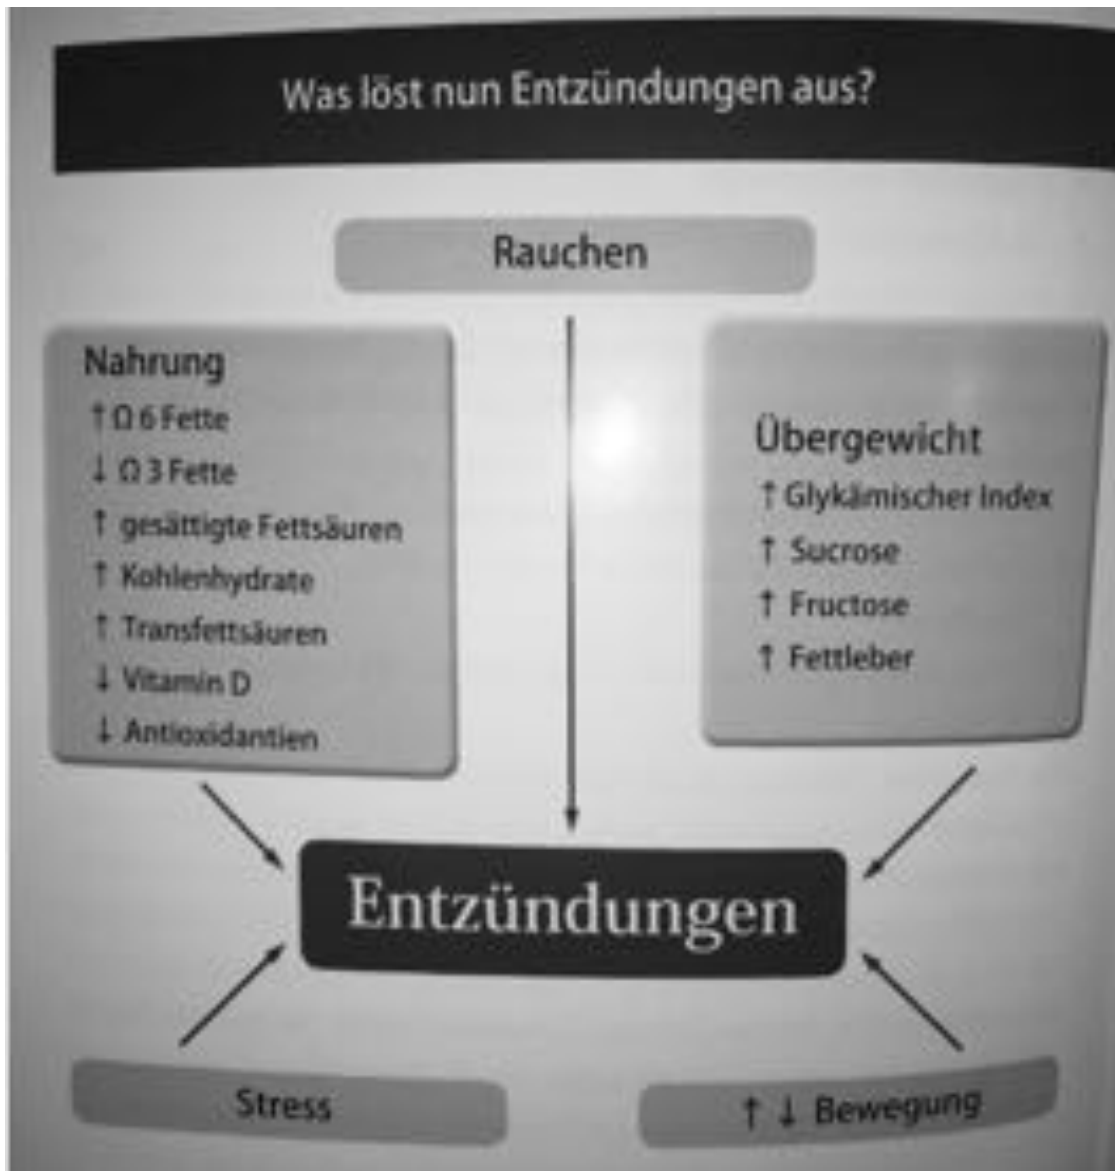 Was löst nun Entzündungen aus?
Rauchen
Nahrung
↑ Ω 6 Fette
↓ Ω 3 Fette
↑ gesättigte Fettsäuren
↑ Kohlenhydrate
↑ Transfettsäuren
↓ Vitamin D
↓ Antioxidantien
Übergewicht
↑ Glykämischer Index
↑ Sucrose
↑ Fructose
↑ Fettleber
Entzündungen
Stress
↑ ↓ Bewegung